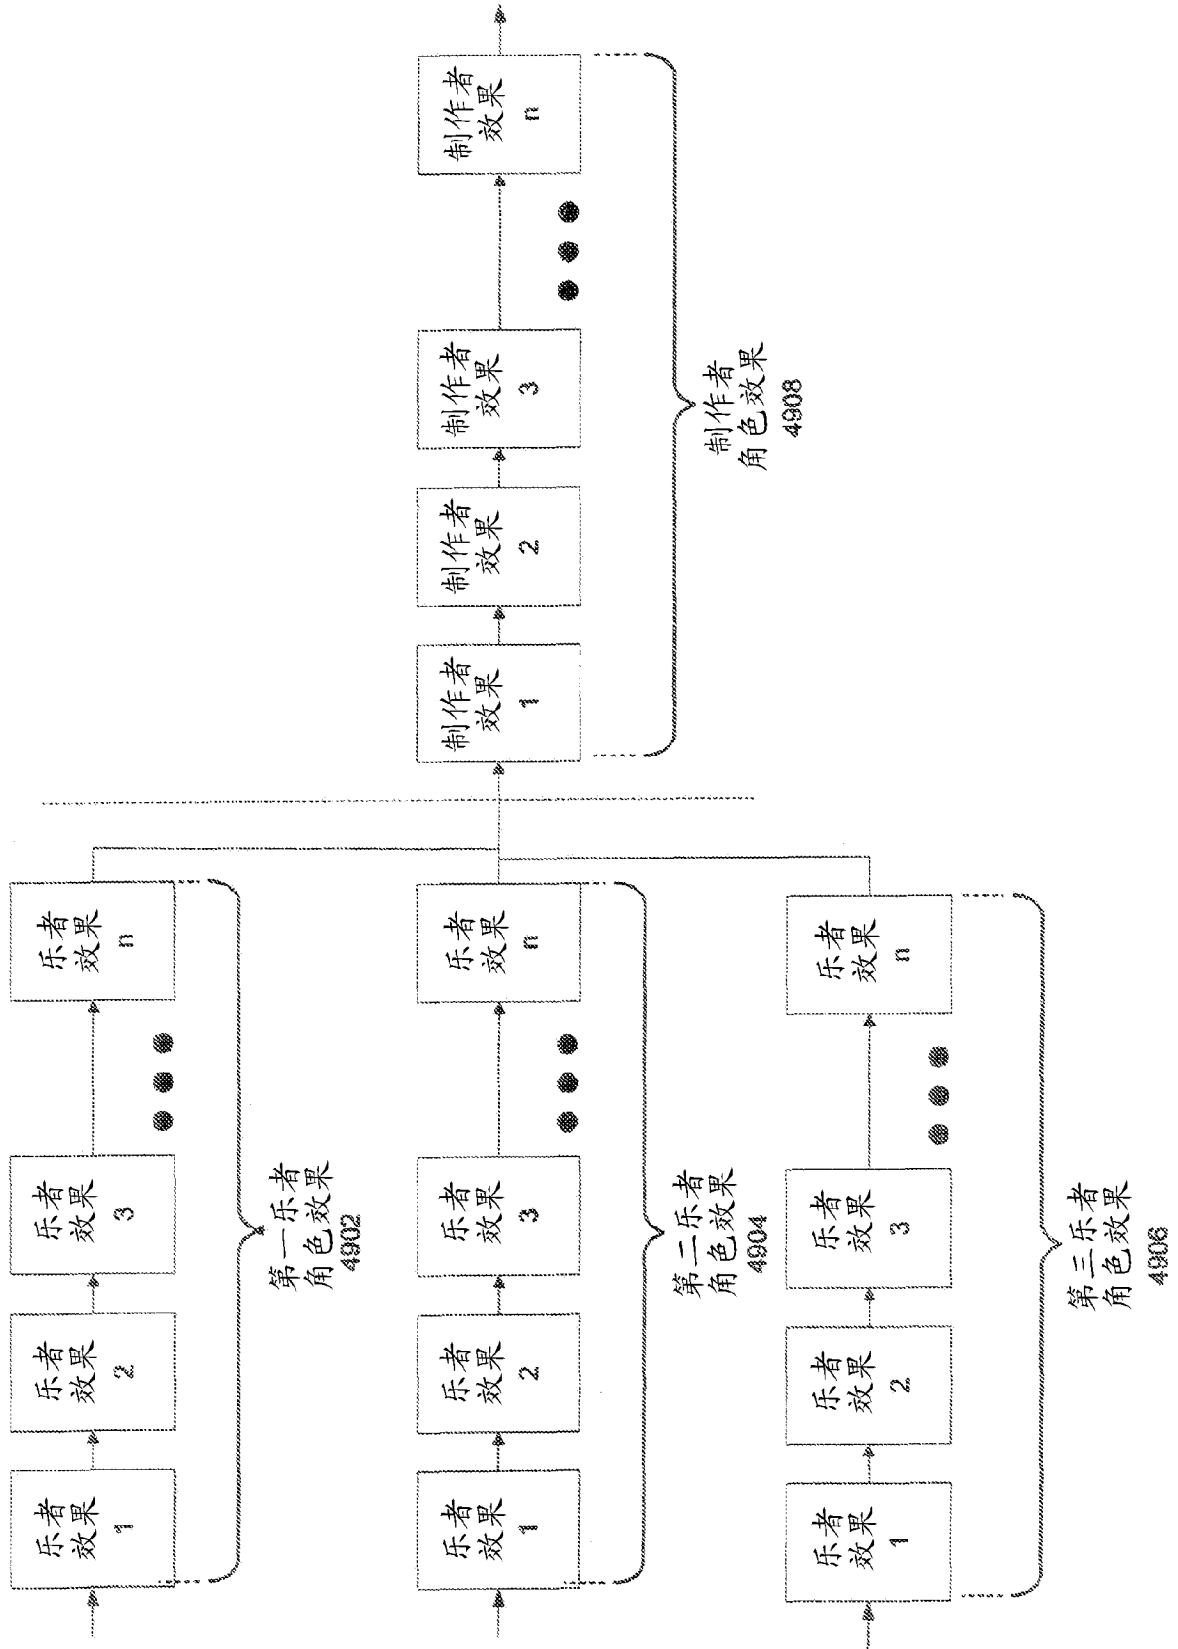 乐者
效果
1
乐者
效果
2
乐者
效果
3
乐者
效果
n
第一乐者
角色效果
4902
乐者
效果
1
乐者
效果
2
乐者
效果
3
乐者
效果
n
第二乐者
角色效果
4904
乐者
效果
1
乐者
效果
2
乐者
效果
3
乐者
效果
n
第三乐者
角色效果
4906
制作者
效果
1
制作者
效果
2
制作者
效果
3
制作者
效果
n
制作者
角色效果
4908